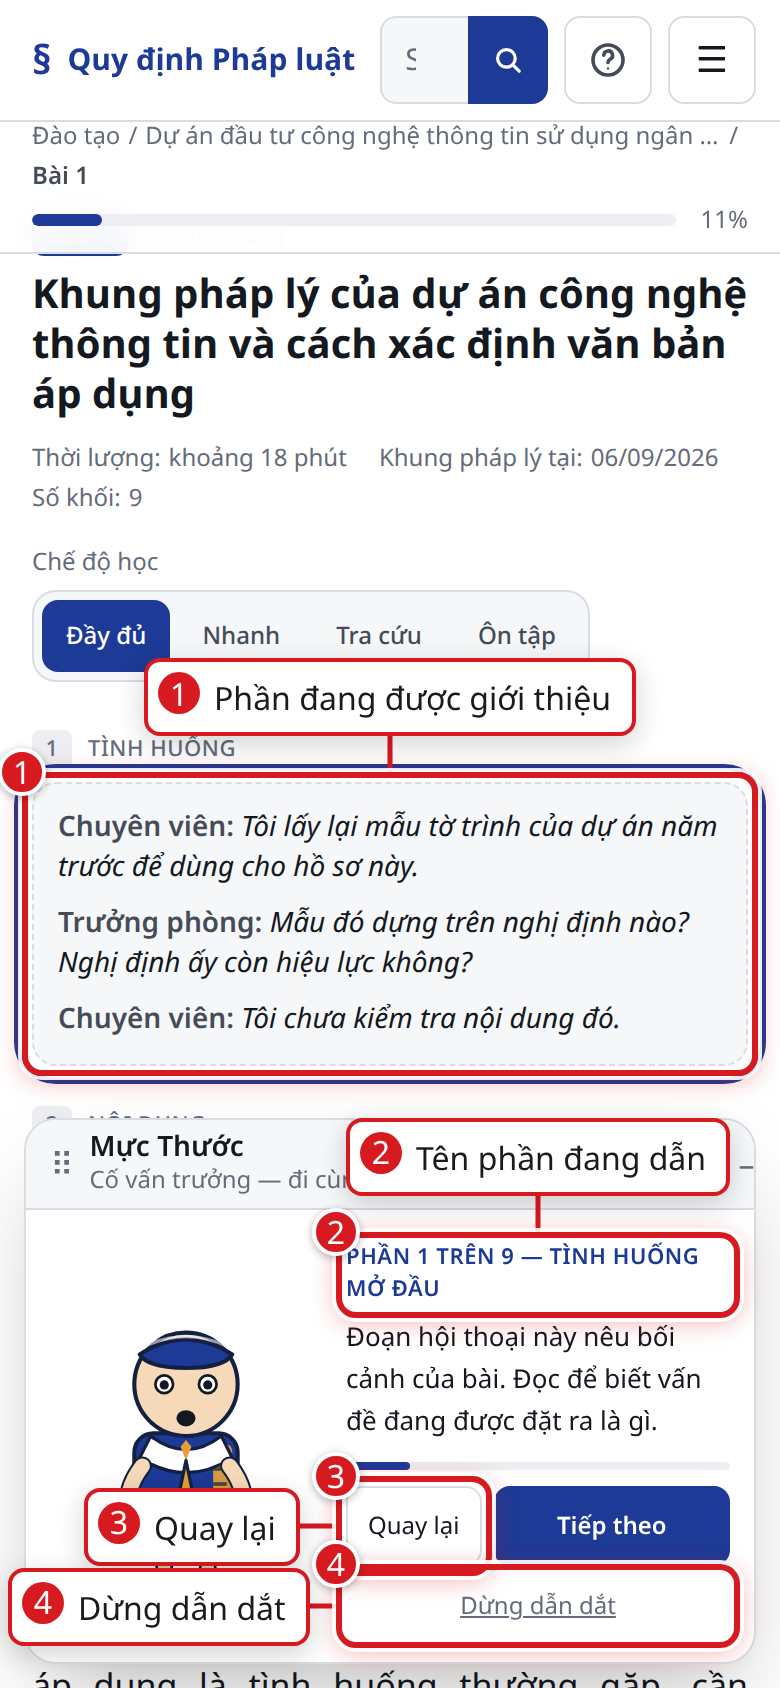 § Quy định Pháp luật
Đào tạo / Dự án đầu tư công nghệ thông tin sử dụng ngân ... /
Bài 1
11%
Khung pháp lý của dự án công nghệ
thông tin và cách xác định văn bản
áp dụng
Thời lượng: khoảng 18 phút Khung pháp lý tại: 06/09/2026
Số khối: 9
Chế độ học
Đầy đủ Nhanh Tra cứu Ôn tập
1 Phần đang được giới thiệu
1 TÌNH HUỐNG
1
Chuyên viên: Tôi lấy lại mẫu tờ trình của dự án năm
trước để dùng cho hồ sơ này.
Trưởng phòng: Mẫu đó dựng trên nghị định nào?
Nghị định ấy còn hiệu lực không?
Chuyên viên: Tôi chưa kiểm tra nội dung đó.
Mực Thước
Cố vấn trưởng — đi cùn
2 Tên phần đang dẫn
2
PHẦN 1 TRÊN 9 — TÌNH HUỐNG
MỞ ĐẦU
Đoạn hội thoại này nêu bối
cảnh của bài. Đọc để biết vấn
đề đang được đặt ra là gì.
3
3 Quay lại
Quay lại Tiếp theo
4
4 Dừng dẫn dắt
Dừng dẫn dắt
áp dụng là tình huống thường gặp, cần